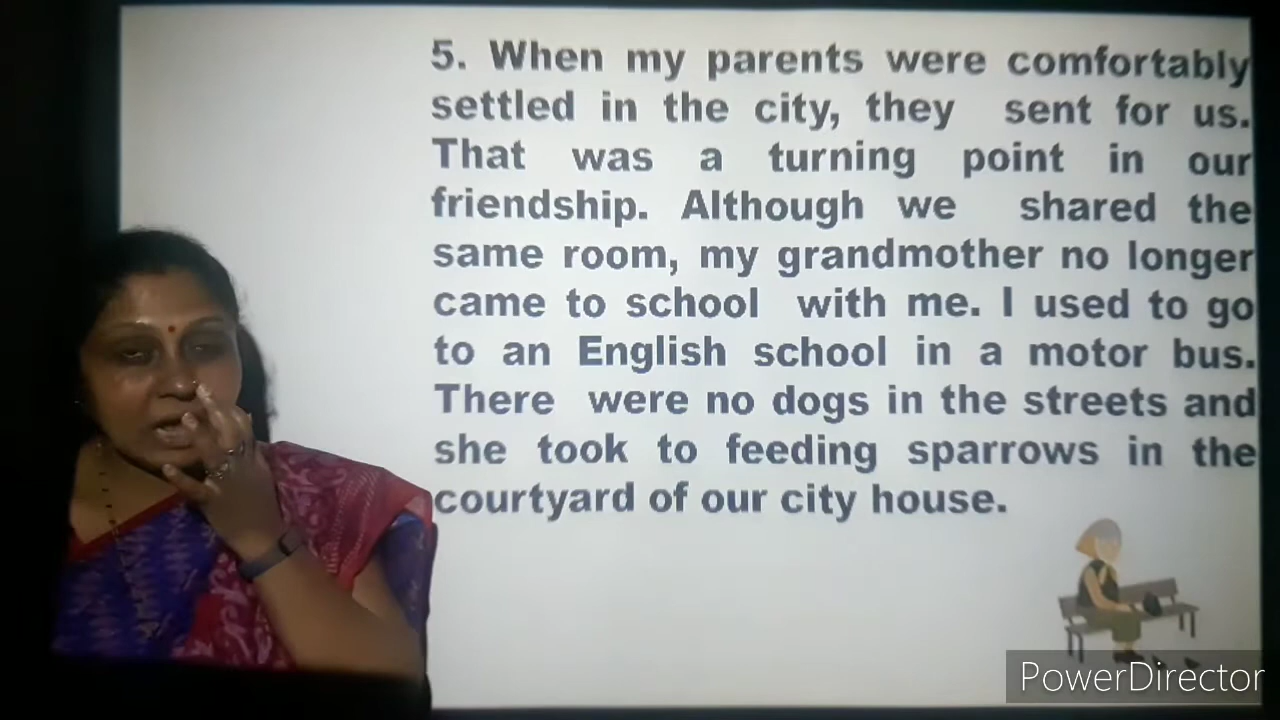 5. When my parents were comfortably
settled in the city, they sent for us.
That was a turning point in our
friendship. Although we shared the
same room, my grandmother no longer
came to school with me. I used to go
to an English school in a motor bus.
There were no dogs in the streets and
she took to feeding sparrows in the
courtyard of our city house.
PowerDirector